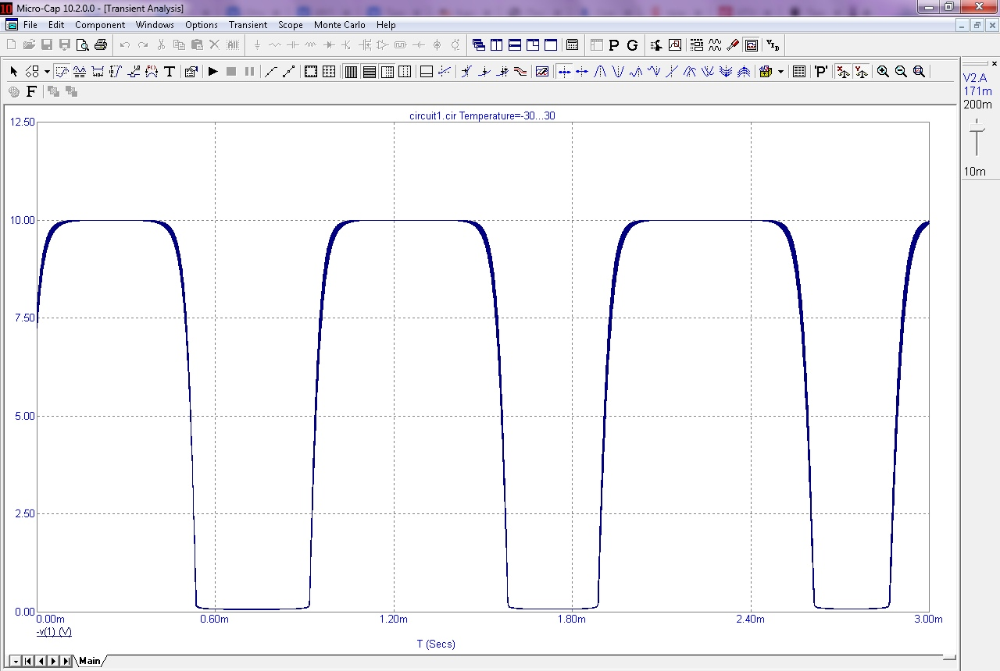 10 Micro-Cap 10.2.0.0 - [Transient Analysis]
File Edit Component Windows Options Transient Scope Monte Carlo Help
All P G
T 'P'
F
V2.A
171m
200m
10m
circuit1.cir Temperature=-30...30
12.50
10.00
7.50
5.00
2.50
0.00
0.00m 0.60m 1.20m 1.80m 2.40m 3.00m
-v(1) (V)
T (Secs)
Main